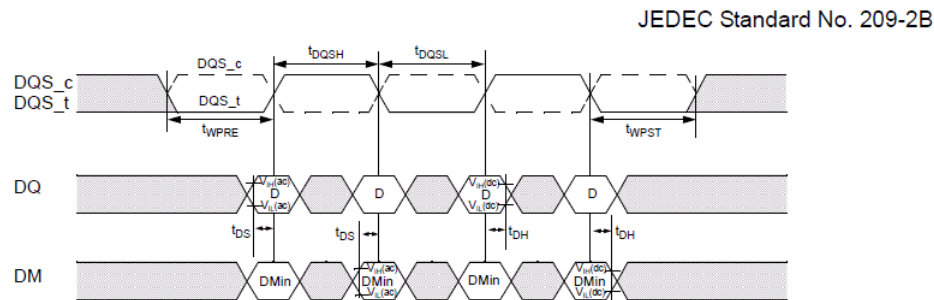 JEDEC Standard No. 209-2B
tDQSH tDQSL
DQS_c
DQS_c
DQS_t
DQS_t
tWPRE tWPST
VIH(ac) VIH(dc)
DQ D D D D
VIL(ac) VIL(dc)
tDS tDS tDH tDH
VIH(ac) VIH(dc)
DM DMin DMin DMin DMin
VIL(ac) VIL(dc)